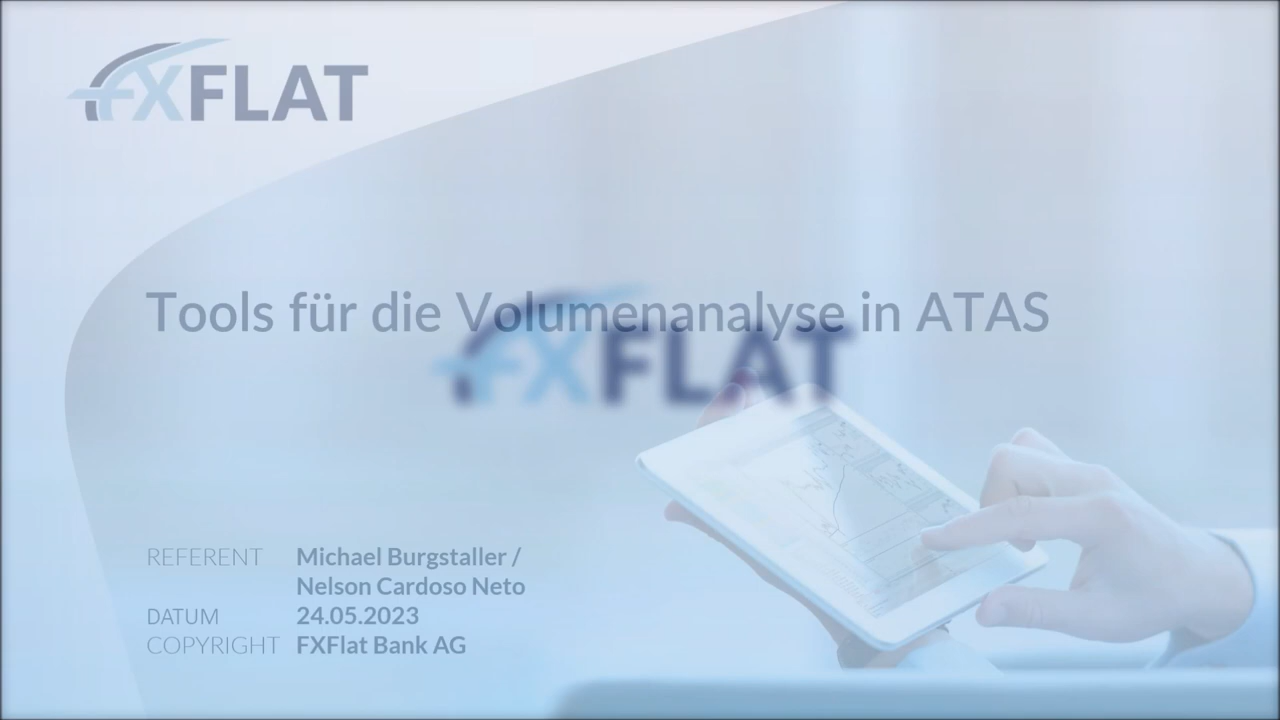 FXFLAT
Tools für die Volumenanalyse in ATAS
FXFLAT
REFERENT Michael Burgstaller /
Nelson Cardoso Neto
DATUM 24.05.2023
COPYRIGHT FXFlat Bank AG